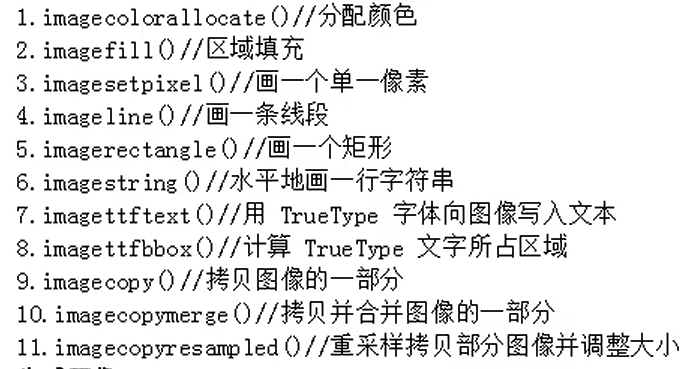 1.imagecolorallocate()//分配颜色
2.imagefill()//区域填充
3.imagesetpixel()//画一个单一像素
4.imageline()//画一条线段
5.imagerectangle()//画一个矩形
6.imagestring()//水平地画一行字符串
7.imagettftext()//用 TrueType 字体向图像写入文本
8.imagettfbbox()//计算 TrueType 文字所占区域
9.imagecopy()//拷贝图像的一部分
10.imagecopymerge()//拷贝并合并图像的一部分
11.imagecopyresampled()//重采样拷贝部分图像并调整大小